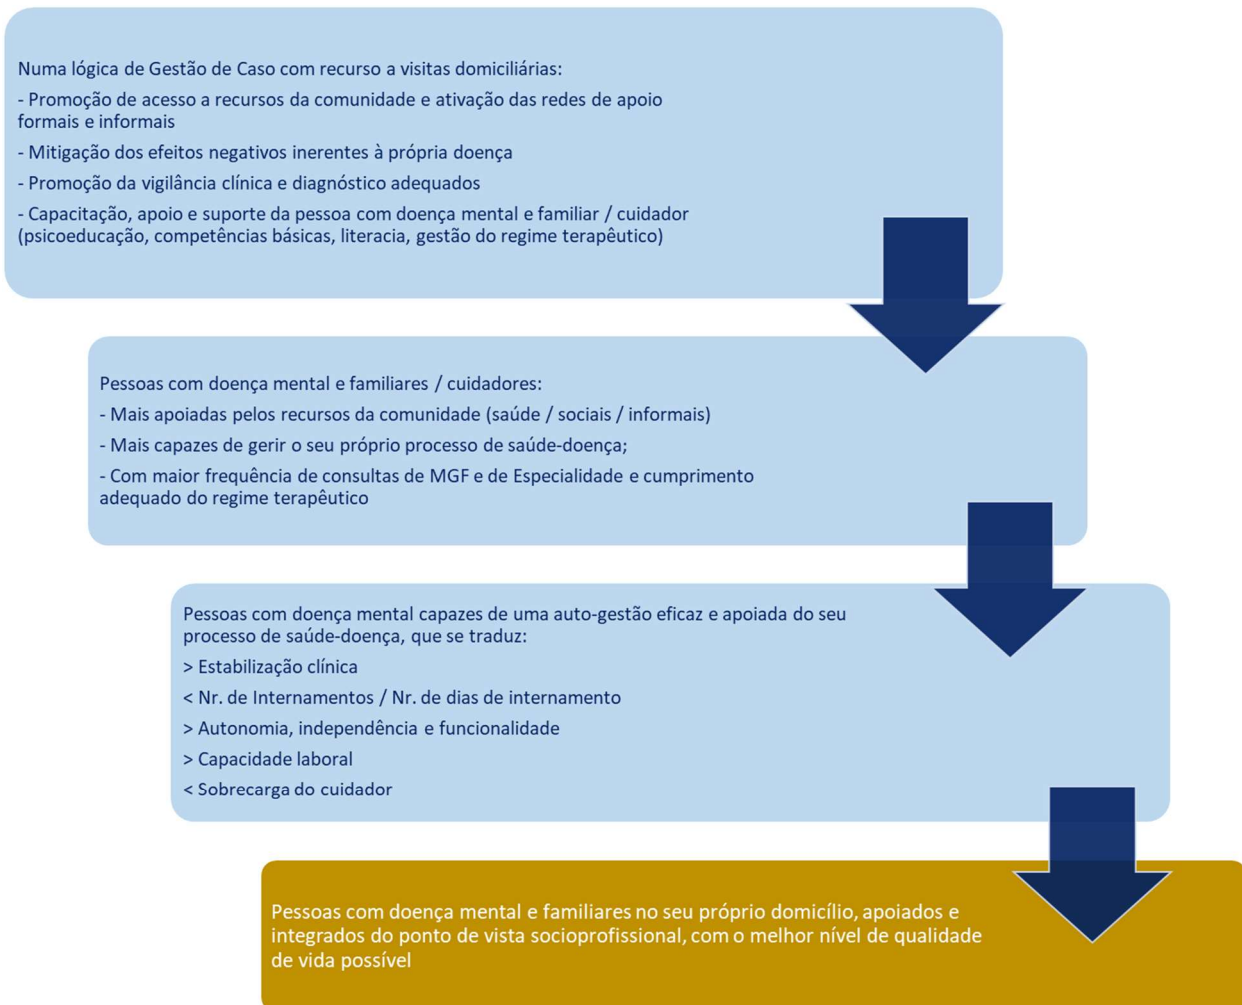 Numa lógica de Gestão de Caso com recurso a visitas domiciliárias:
- Promoção de acesso a recursos da comunidade e ativação das redes de apoio
formais e informais
- Mitigação dos efeitos negativos inerentes à própria doença
- Promoção da vigilância clínica e diagnóstico adequados
- Capacitação, apoio e suporte da pessoa com doença mental e familiar / cuidador
(psicoeducação, competências básicas, literacia, gestão do regime terapêutico)
Pessoas com doença mental e familiares / cuidadores:
- Mais apoiadas pelos recursos da comunidade (saúde / sociais / informais)
- Mais capazes de gerir o seu próprio processo de saúde-doença;
- Com maior frequência de consultas de MGF e de Especialidade e cumprimento
adequado do regime terapêutico
Pessoas com doença mental capazes de uma auto-gestão eficaz e apoiada do seu
processo de saúde-doença, que se traduz:
> Estabilização clínica
< Nr. de Internamentos / Nr. de dias de internamento
> Autonomia, independência e funcionalidade
> Capacidade laboral
< Sobrecarga do cuidador
Pessoas com doença mental e familiares no seu próprio domicílio, apoiados e
integrados do ponto de vista socioprofissional, com o melhor nível de qualidade
de vida possível